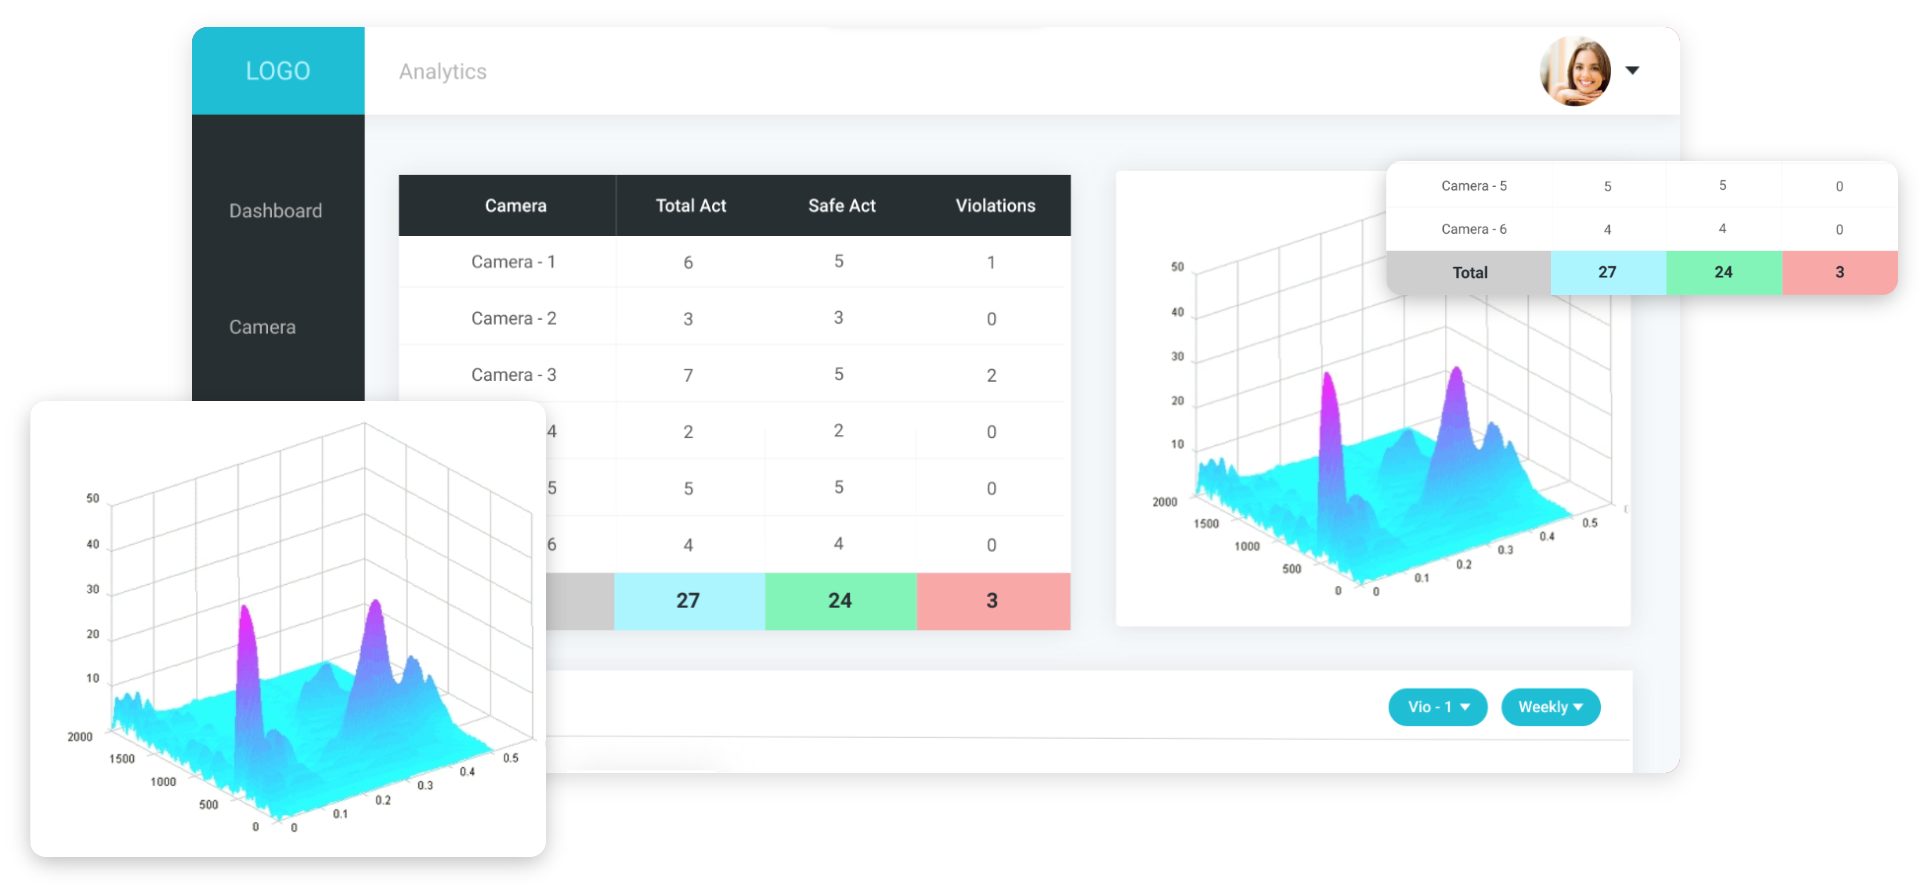 LOGO
Analytics
Dashboard
Camera
Camera Total Act Safe Act Violations
Camera - 1 6 5 1
Camera - 2 3 3 0
Camera - 3 7 5 2
4 2 2 0
5 5 5 0
6 4 4 0
27 24 3
Camera - 5 5 5 0
Camera - 6 4 4 0
Total 27 24 3
50
40
30
20
10
2000
1500
1000
500
0
0
0.1
0.2
0.3
0.4
0.5
Vio - 1 Weekly
50
40
30
20
10
2000
1500
1000
500
0
0
0.1
0.2
0.3
0.4
0.5